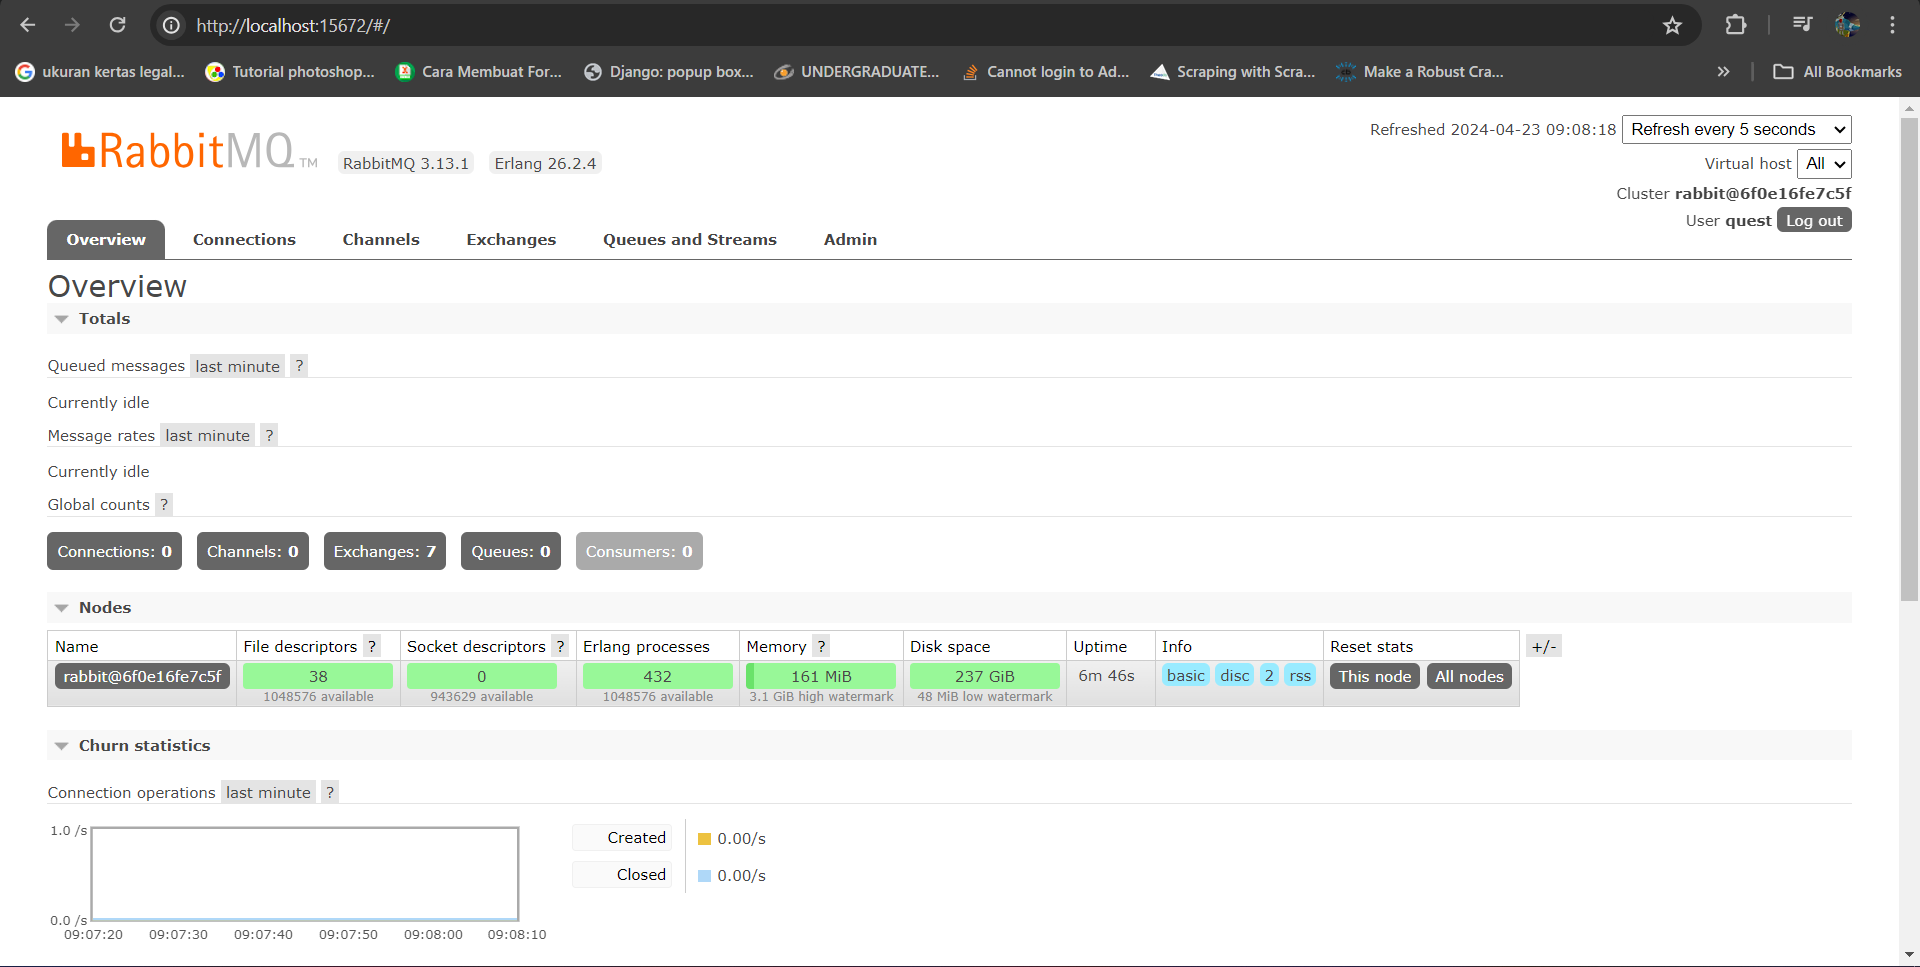 http://localhost:15672/#/
ukuran kertas legal...
Tutorial photoshop...
Cara Membuat For...
Django: popup box...
UNDERGRADUATE...
Cannot login to Ad...
Scraping with Scra...
Make a Robust Cra...
»
All Bookmarks
RabbitMQ TM
RabbitMQ 3.13.1
Erlang 26.2.4
Refreshed 2024-04-23 09:08:18 Refresh every 5 seconds
Virtual host All
Cluster rabbit@6f0e16fe7c5f
User quest Log out
Overview
Connections
Channels
Exchanges
Queues and Streams
Admin
Overview
Totals
Queued messages last minute ?
Currently idle
Message rates last minute ?
Currently idle
Global counts ?
Connections: 0
Channels: 0
Exchanges: 7
Queues: 0
Consumers: 0
Nodes
Name File descriptors ? Socket descriptors ? Erlang processes Memory ? Disk space Uptime Info Reset stats +/-
rabbit@6f0e16fe7c5f 38 0 432 161 MiB 237 GiB 6m 46s basic disc 2 rss This node All nodes
1048576 available 943629 available 1048576 available 3.1 GiB high watermark 48 MiB low watermark
Churn statistics
Connection operations last minute ?
1.0 /s
0.0 /s
09:07:20 09:07:30 09:07:40 09:07:50 09:08:00 09:08:10
Created 0.00/s
Closed 0.00/s